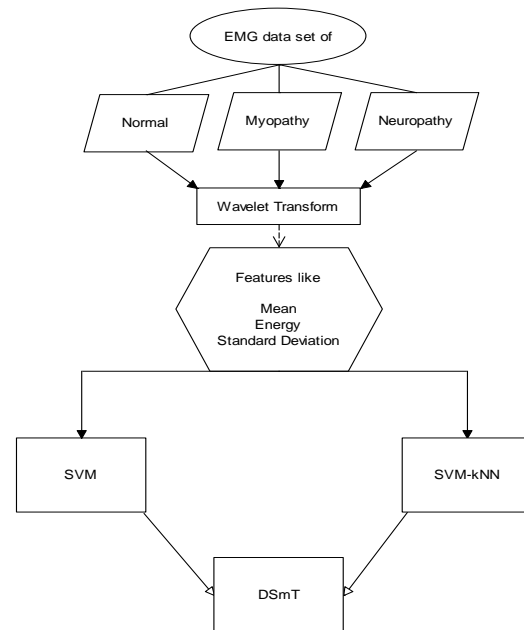 EMG data set of
Normal
Myopathy
Neuropathy
Wavelet Transform
Features like
Mean
Energy
Standard Deviation
SVM
SVM-kNN
DSmT